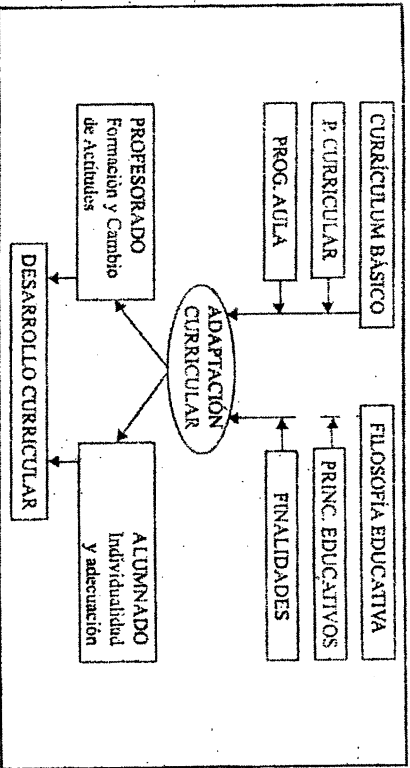 CURRÍCULUM BÁSICO
P. CURRICULAR
PROG. AULA
FILOSOFÍA EDUCATIVA
PRINC. EDUCATIVOS
FINALIDADES
ADAPTACIÓN
CURRICULAR
PROFESORADO
Formación y Cambio
de Actitudes
ALUMNADO
Individualidad
y adecuación
DESARROLLO CURRICULAR